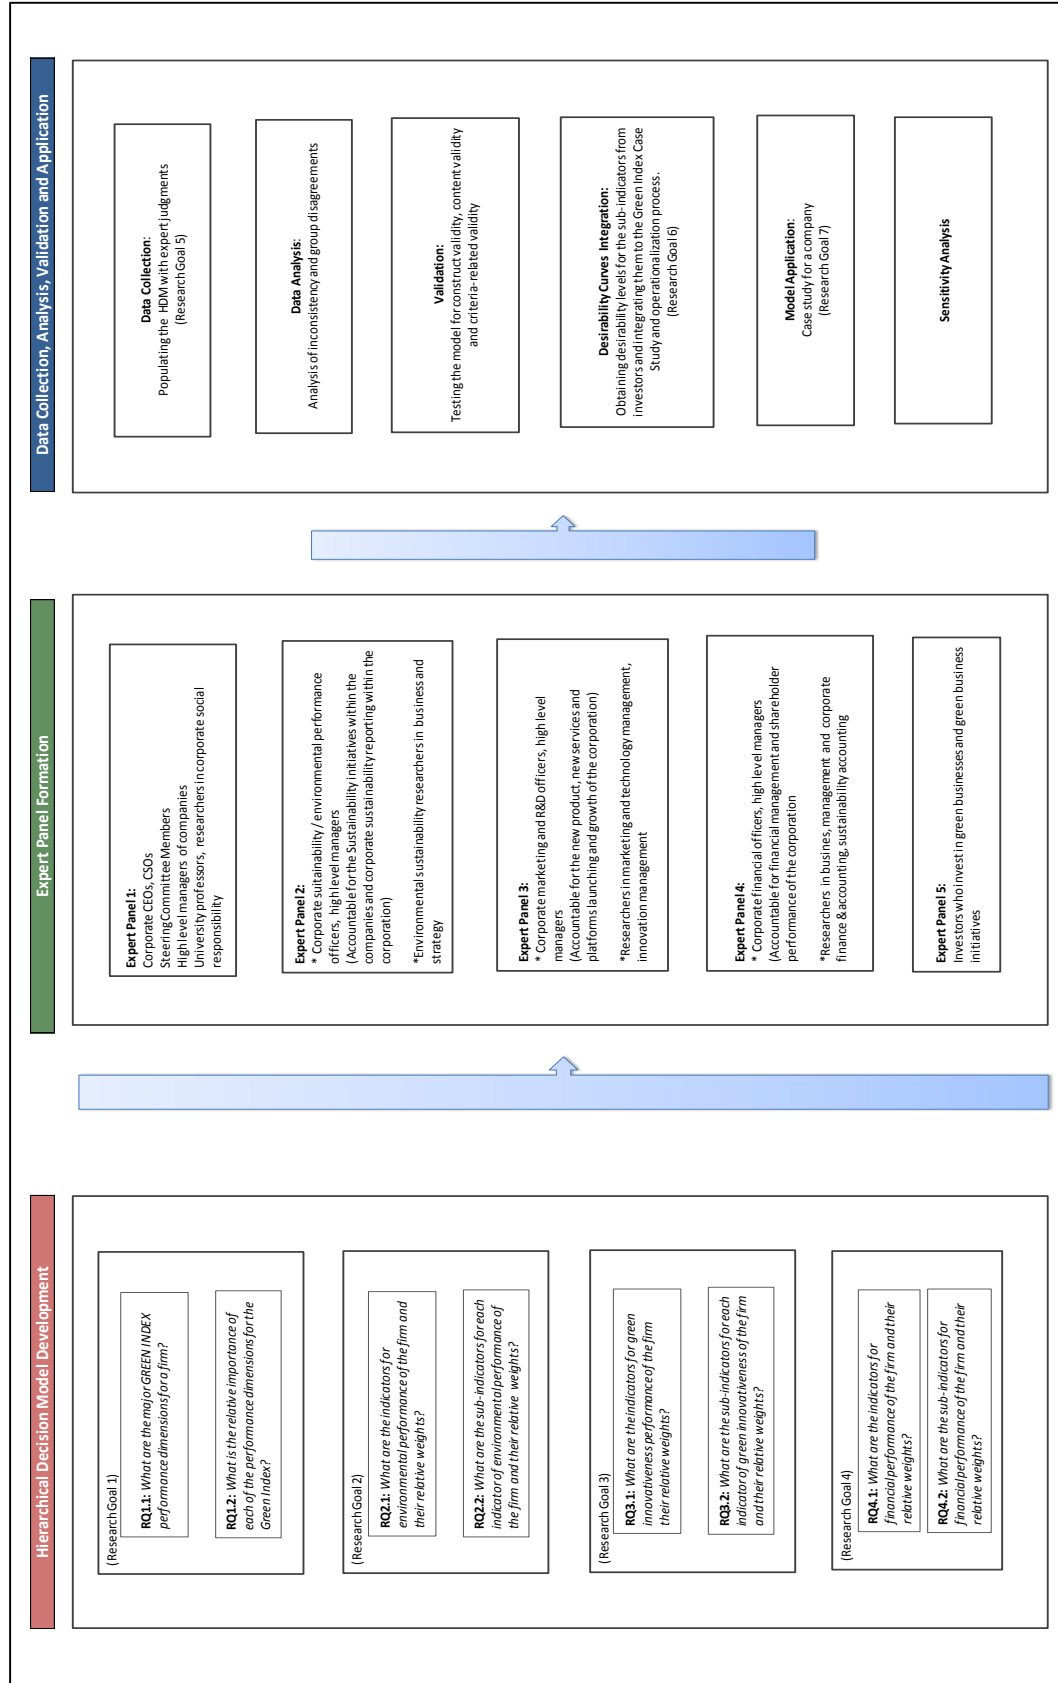 Hierarchical Decision Model Development
(Research Goal 1)
RQ1.1: What are the major GREEN INDEX
performance dimensions for a firm?
RQ1.2: What is the relative importance of
each of the performance dimensions for the
Green Index?
(Research Goal 2)
RQ2.1: What are the indicators for
environmental performance of the firm and
their relative weights?
RQ2.2: What are the sub-indicators for each
indicator of environmental performance of
the firm and their relative weights?
(Research Goal 3)
RQ3.1: What are the indicators for green
innovativeness performance of the firm
their relative weights?
RQ3.2: What are the sub-indicators for each
indicator of green innovativeness of the firm
and their relative weights?
(Research Goal 4)
RQ4.1: What are the indicators for
financial performance of the firm and their
relative weights?
RQ4.2: What are the sub-indicators for
financial performance of the firm and their
relative weights?
Expert Panel Formation
Expert Panel 1:
Corporate CEOs, CSOs
Steering Committee Members
High level managers of companies
University professors, researchers in corporate social
responsibility
Expert Panel 2:
* Corporate sutainability / environmental performance
officers, high level managers
(Accountable for the Sustainability initiatives within the
companies and corporate sustainability reporting within the
corporation)
*Environmental sustainability researchers in business and
strategy
Expert Panel 3:
* Corporate marketing and R&D officers, high level
managers
(Accountable for the new product, new services and
platforms launching and growth of the corporation)
*Researchers in marketing and technology management,
innovation management
Expert Panel 4:
* Corporate financial officers, high level managers
(Accountable for financial management and shareholder
performance of the corporation
*Researchers in busines, management and corporate
finance & accounting, sustainability accounting
Expert Panel 5:
Investors who invest in green businesses and green business
initiatives
Data Collection, Analysis, Validation and Application
Data Collection:
Populating the HDM with expert judgments
(Research Goal 5)
Data Analysis:
Analysis of inconsistency and group disagreements
Validation:
Testing the model for construct validity, content validity
and criteria-related validity
Desirability Curves Integration:
Obtaining desirability levels for the sub-indicators from
investors and integrating them to the Green Index Case
Study and operationalization process.
(Research Goal 6)
Model Application:
Case study for a company
(Research Goal 7)
Sensitivity Analysis